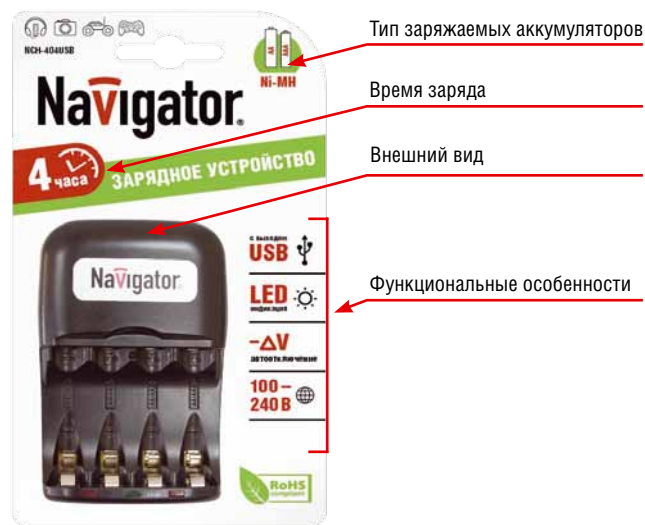 NCH-404USB
Ni-MH
Navigator
4 часа
ЗАРЯДНОЕ УСТРОЙСТВО
Navigator
с выходом
USB
LED
индикация
-ΔV
автоотключение
100 –
240 В
RoHS
compliant
Тип заряжаемых аккумуляторов
Время заряда
Внешний вид
Функциональные особенности